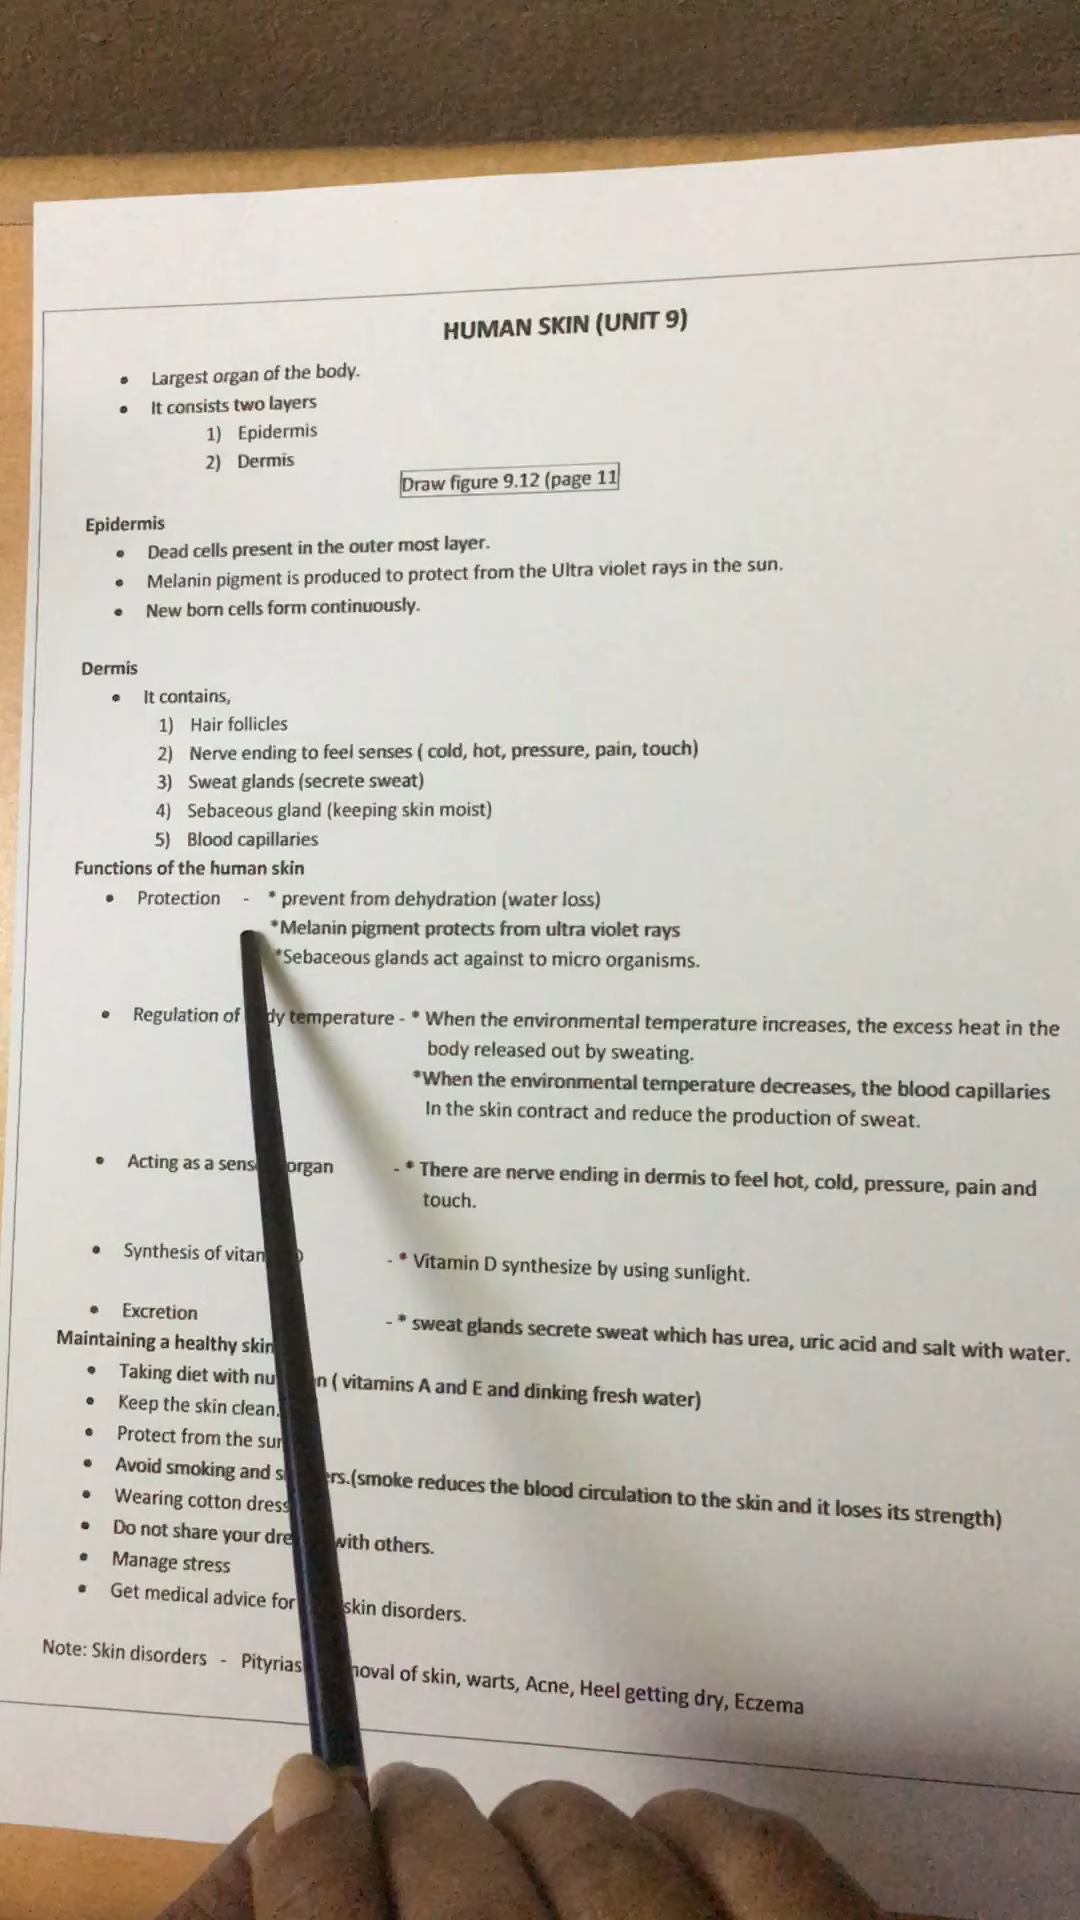 HUMAN SKIN (UNIT 9)
• Largest organ of the body.
• It consists two layers
1) Epidermis
2) Dermis
Draw figure 9.12 (page 11
Epidermis
• Dead cells present in the outer most layer.
• Melanin pigment is produced to protect from the Ultra violet rays in the sun.
• New born cells form continuously.
Dermis
• It contains,
1) Hair follicles
2) Nerve ending to feel senses ( cold, hot, pressure, pain, touch)
3) Sweat glands (secrete sweat)
4) Sebaceous gland (keeping skin moist)
5) Blood capillaries
Functions of the human skin
• Protection - * prevent from dehydration (water loss)
*Melanin pigment protects from ultra violet rays
*Sebaceous glands act against to micro organisms.
• Regulation of temperature - * When the environmental temperature increases, the excess heat in the
body released out by sweating.
*When the environmental temperature decreases, the blood capillaries
In the skin contract and reduce the production of sweat.
• Acting as a organ - * There are nerve ending in dermis to feel hot, cold, pressure, pain and
touch.
• Synthesis of - * Vitamin D synthesize by using sunlight.
• Excretion - * sweat glands secrete sweat which has urea, uric acid and salt with water.
Maintaining a healthy skin
• Taking diet with ( vitamins A and E and dinking fresh water)
• Keep the skin clean.
• Protect from the
• Avoid smoking and (smoke reduces the blood circulation to the skin and it loses its strength)
• Wearing cotton
• Do not share your with others.
• Manage stress
• Get medical advice for skin disorders.
Note: Skin disorders - of skin, warts, Acne, Heel getting dry, Eczema